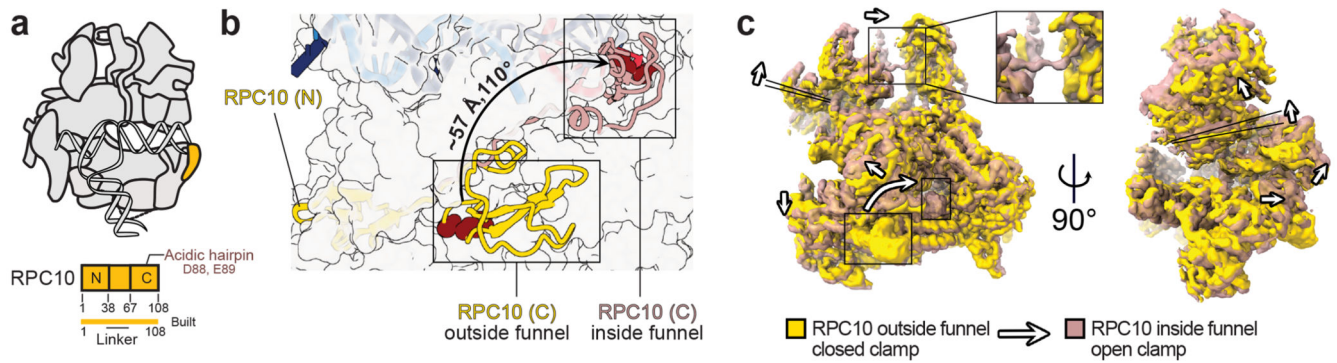 a
RPC10
N
C
Acidic hairpin
D88, E89
1 38 67 108
Built
1 108
Linker
b
RPC10 (N)
~57 Å,110°
RPC10 (C)
outside funnel
RPC10 (C)
inside funnel
c
90°
RPC10 outside funnel
closed clamp
RPC10 inside funnel
open clamp